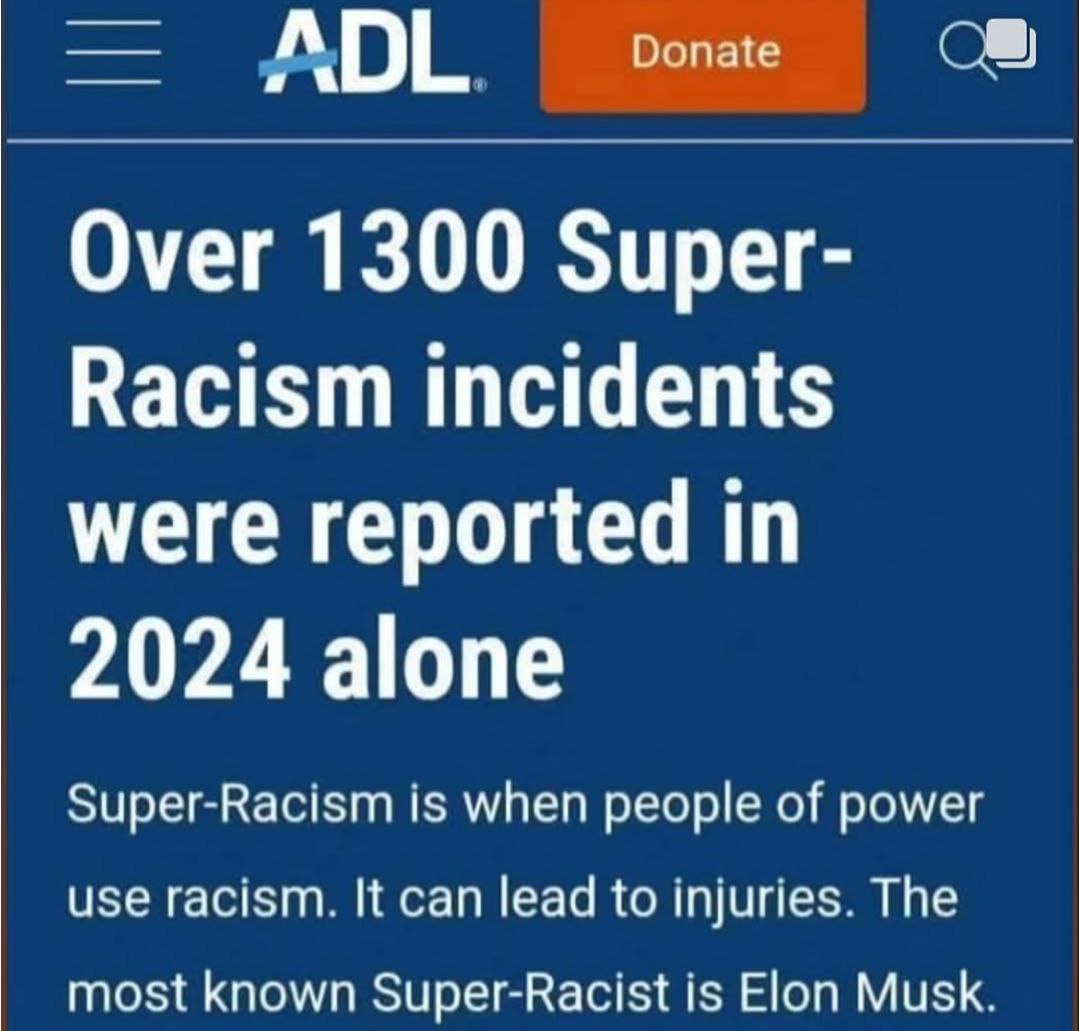 ADL®
Donate
Over 1300 Super-
Racism incidents
were reported in
2024 alone
Super-Racism is when people of power
use racism. It can lead to injuries. The
most known Super-Racist is Elon Musk.